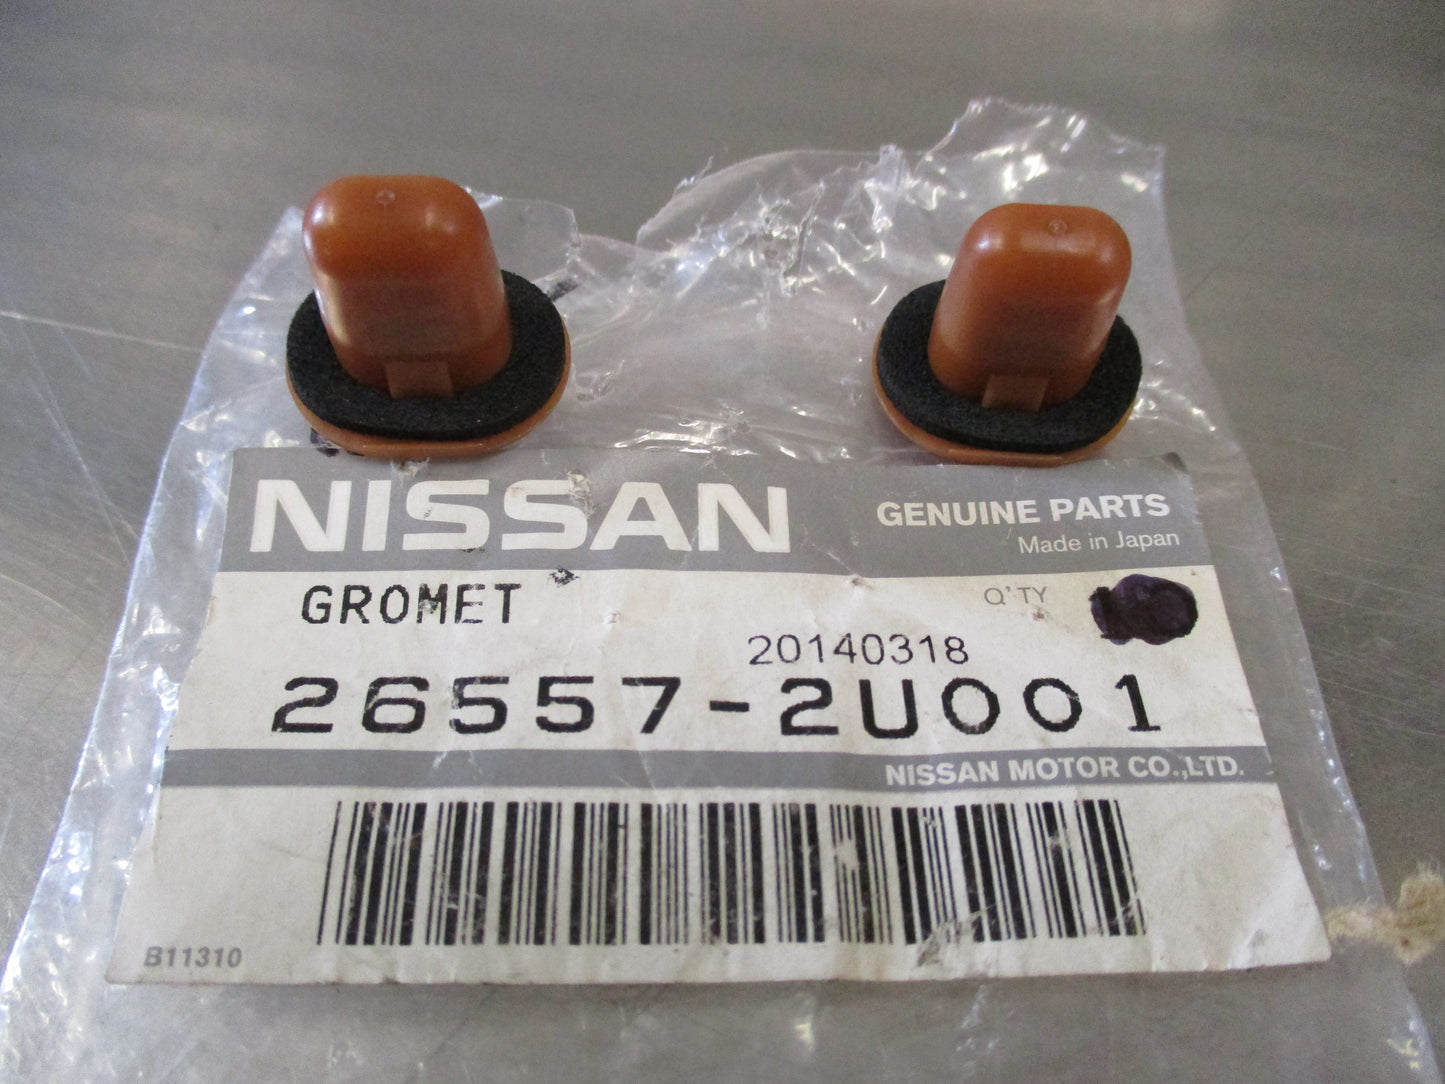 NISSAN GENUINE PARTS
Made in Japan
GROMET Q'TY
20140318
26557-2U001
NISSAN MOTOR CO.,LTD.
B11310